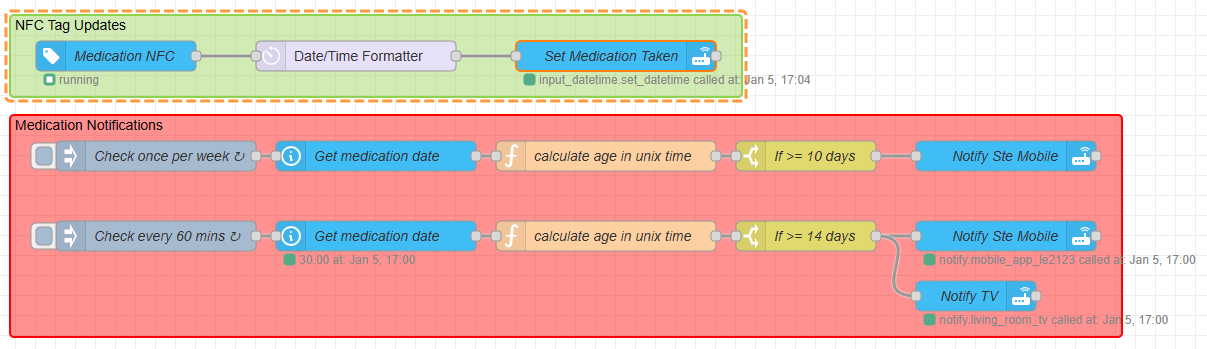 NFC Tag Updates
Medication NFC
Date/Time Formatter
Set Medication Taken
running
input_datetime.set_datetime called at: Jan 5, 17:04
Medication Notifications
Check once per week ↻
Get medication date
calculate age in unix time
If >= 10 days
Notify Ste Mobile
Check every 60 mins ↻
Get medication date
calculate age in unix time
If >= 14 days
Notify Ste Mobile
30.00 at: Jan 5, 17:00
notify.mobile_app_le2123 called at: Jan 5, 17:00
Notify TV
notify.living_room_tv called at: Jan 5, 17:00